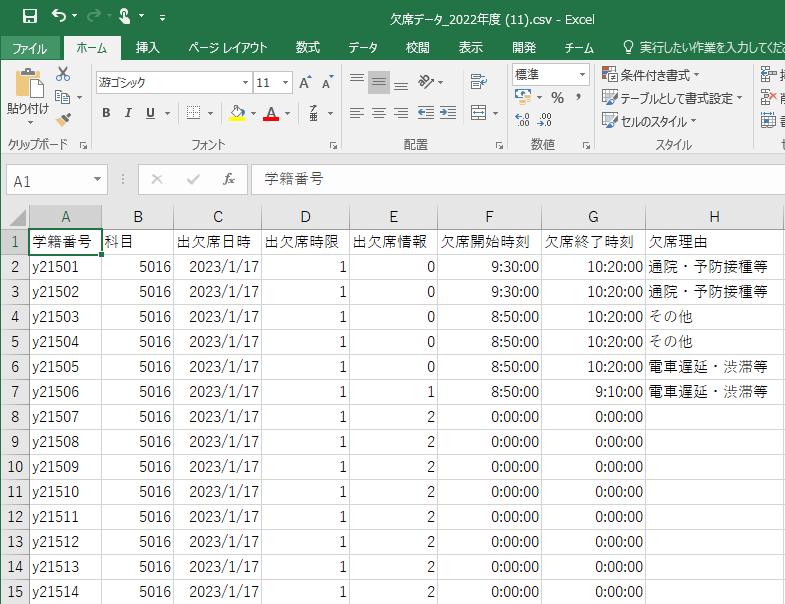 欠席データ_2022年度 (11).csv - Excel
ファイル ホーム 挿入 ページ レイアウト 数式 データ 校閲 表示 開発 チーム 実行したい作業を入力してくだ
游ゴシック 11 標準 条件付き書式
貼り付け B I U A % , テーブルとして書式設定
セルのスタイル
クリップボード フォント 配置 数値 スタイル
A1 fx 学籍番号
A B C D E F G H
1 学籍番号 科目 出欠席日時 出欠席時限 出欠席情報 欠席開始時刻 欠席終了時刻 欠席理由
2 y21501 5016 2023/1/17 1 0 9:30:00 10:20:00 通院・予防接種等
3 y21502 5016 2023/1/17 1 0 9:30:00 10:20:00 通院・予防接種等
4 y21503 5016 2023/1/17 1 0 8:50:00 10:20:00 その他
5 y21504 5016 2023/1/17 1 0 8:50:00 10:20:00 その他
6 y21505 5016 2023/1/17 1 0 8:50:00 10:20:00 電車遅延・渋滞等
7 y21506 5016 2023/1/17 1 1 8:50:00 9:10:00 電車遅延・渋滞等
8 y21507 5016 2023/1/17 1 2 0:00:00 0:00:00
9 y21508 5016 2023/1/17 1 2 0:00:00 0:00:00
10 y21509 5016 2023/1/17 1 2 0:00:00 0:00:00
11 y21510 5016 2023/1/17 1 2 0:00:00 0:00:00
12 y21511 5016 2023/1/17 1 2 0:00:00 0:00:00
13 y21512 5016 2023/1/17 1 2 0:00:00 0:00:00
14 y21513 5016 2023/1/17 1 2 0:00:00 0:00:00
15 y21514 5016 2023/1/17 1 2 0:00:00 0:00:00